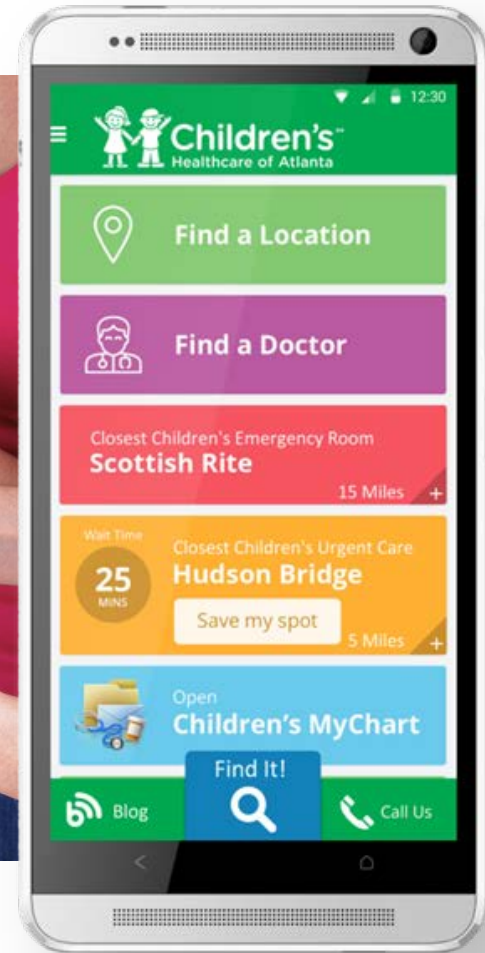 12:30
Children's™
Healthcare of Atlanta
Find a Location
Find a Doctor
Closest Children's Emergency Room
Scottish Rite
15 Miles +
Wait Time
25
MINS
Closest Children's Urgent Care
Hudson Bridge
Save my spot
5 Miles +
Open
Children's MyChart
Find It!
Blog
Call Us